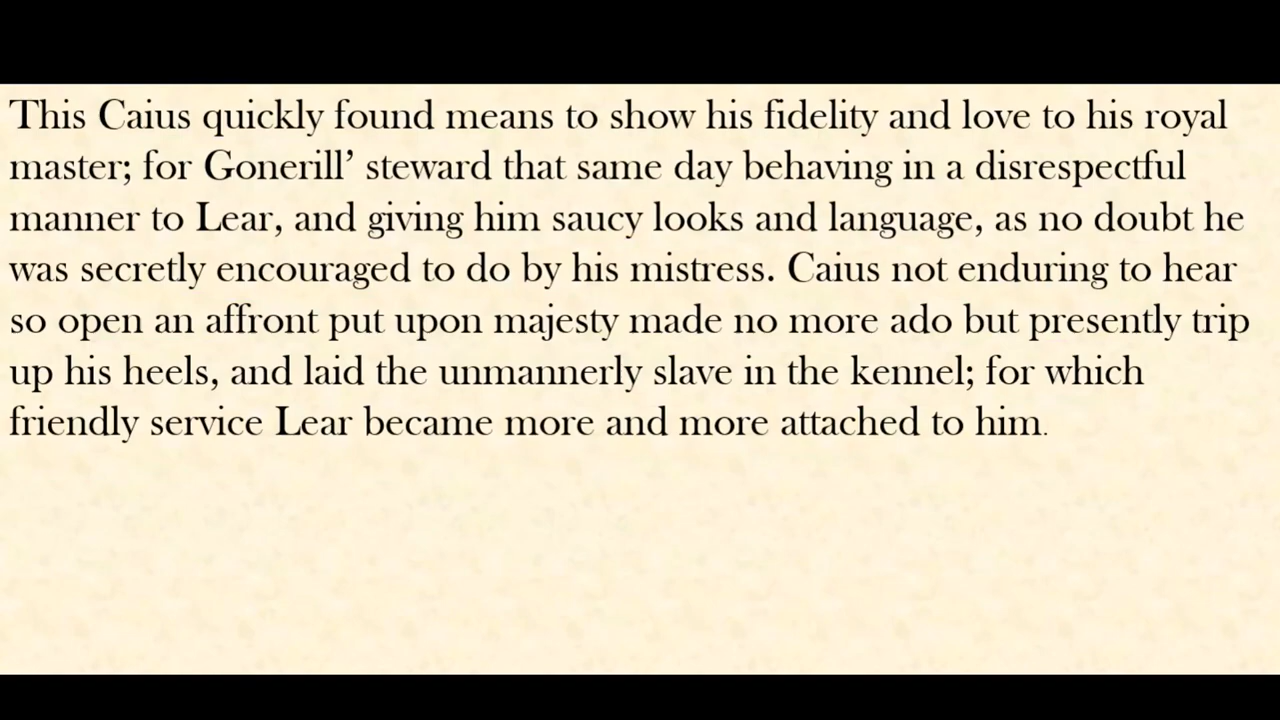 This Caius quickly found means to show his fidelity and love to his royal
master; for Gonerill’ steward that same day behaving in a disrespectful
manner to Lear, and giving him saucy looks and language, as no doubt he
was secretly encouraged to do by his mistress. Caius not enduring to hear
so open an affront put upon majesty made no more ado but presently trip
up his heels, and laid the unmannerly slave in the kennel; for which
friendly service Lear became more and more attached to him.